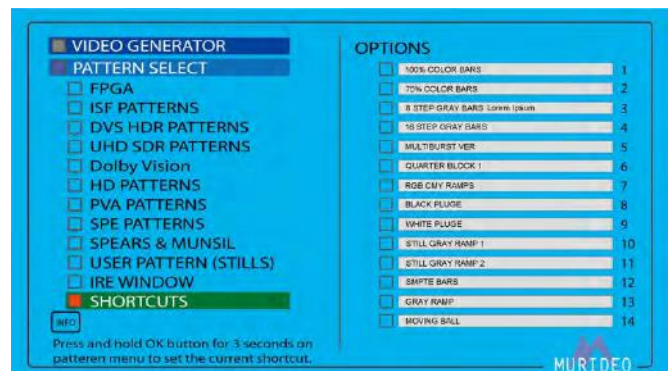 VIDEO GENERATOR
PATTERN SELECT
FPGA
ISF PATTERNS
DVS HDR PATTERNS
UHD SDR PATTERNS
Dolby Vision
HD PATTERNS
PVA PATTERNS
SPE PATTERNS
SPEARS & MUNSIL
USER PATTERN (STILLS)
IRE WINDOW
SHORTCUTS
INFO
Press and hold OK button for 3 seconds on
patteren menu to set the current shortcut.
OPTIONS
100% COLOR BARS 1
75% COLOR BARS 2
8 STEP GRAY BARS Lorem Ipsum 3
16 STEP GRAY BARS 4
MULTIBURST VER 5
QUARTER BLOCK 1 6
RGB CMY RAMPS 7
BLACK PLUGE 8
WHITE PLUGE 9
STILL GRAY RAMP 1 10
STILL GRAY RAMP 2 11
SMPTE BARS 12
GRAY RAMP 13
MOVING BALL 14
MURIDEO